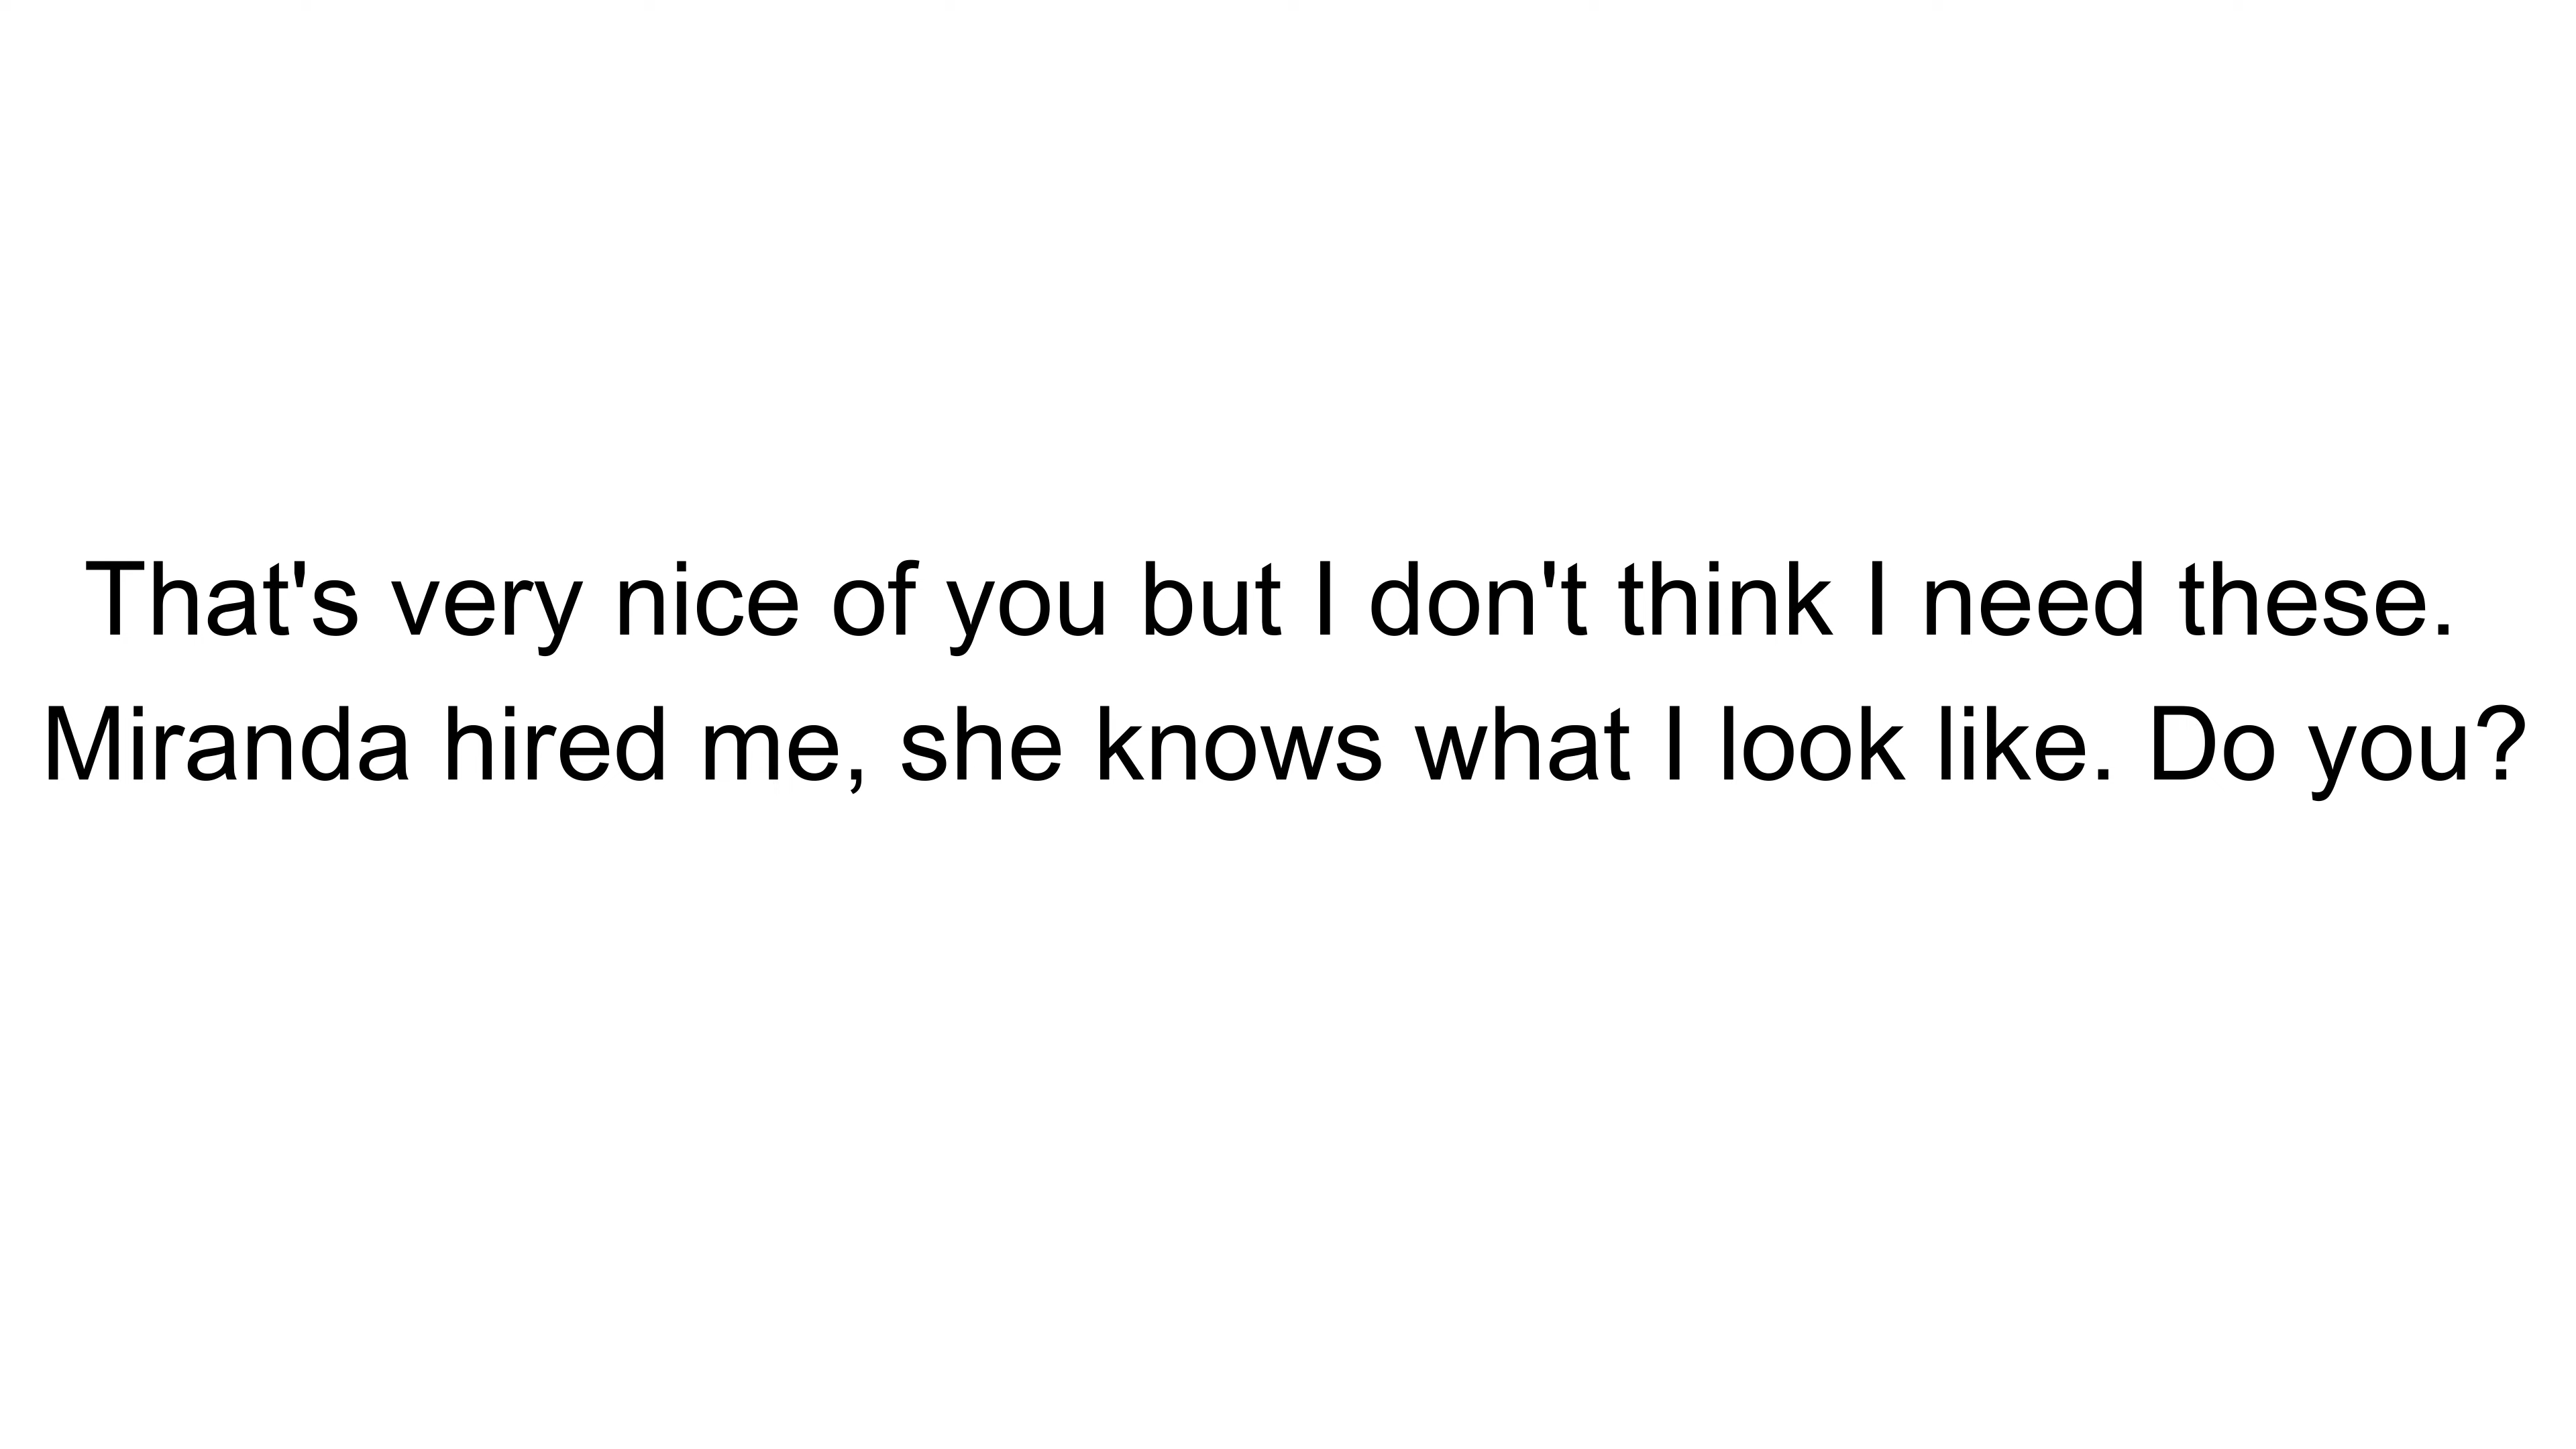 That's very nice of you but I don't think I need these.
Miranda hired me, she knows what I look like. Do you?